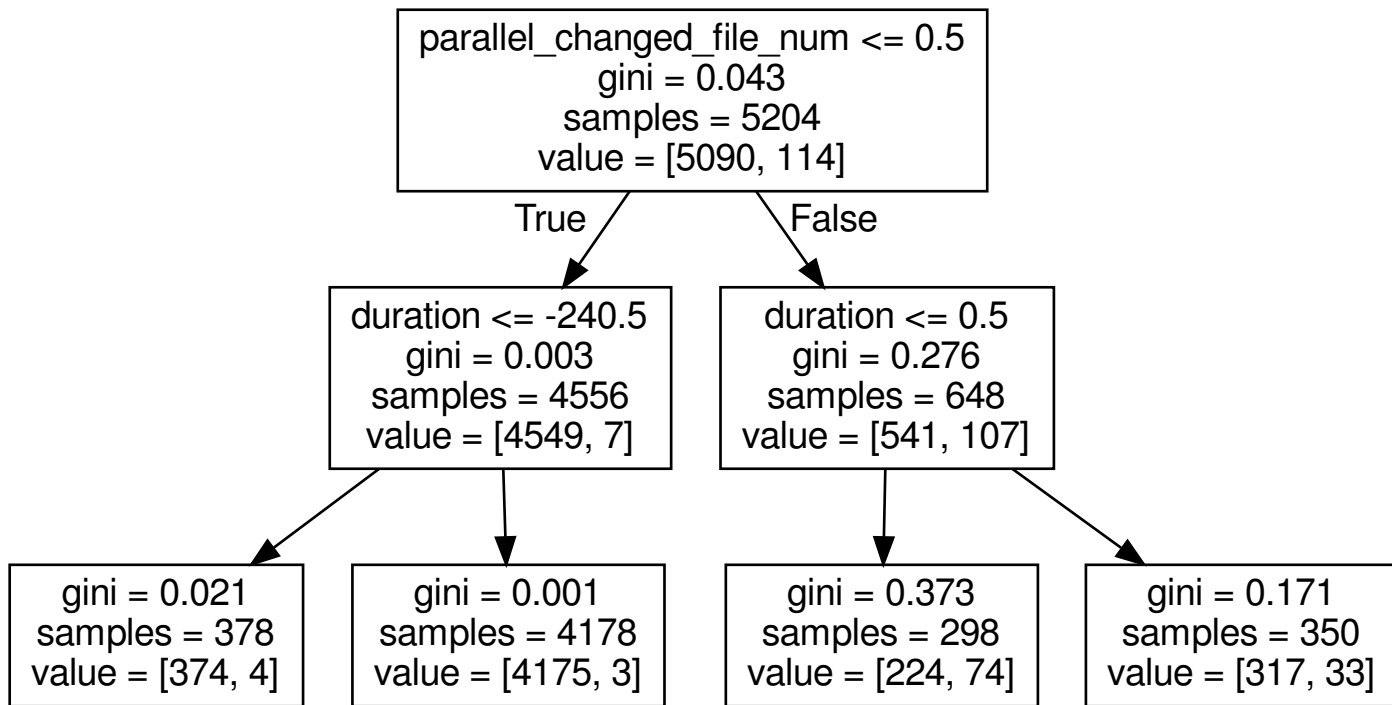 parallel_changed_file_num <= 0.5
gini = 0.043
samples = 5204
value = [5090, 114]
True
False
duration <= -240.5
gini = 0.003
samples = 4556
value = [4549, 7]
duration <= 0.5
gini = 0.276
samples = 648
value = [541, 107]
gini = 0.021
samples = 378
value = [374, 4]
gini = 0.001
samples = 4178
value = [4175, 3]
gini = 0.373
samples = 298
value = [224, 74]
gini = 0.171
samples = 350
value = [317, 33]